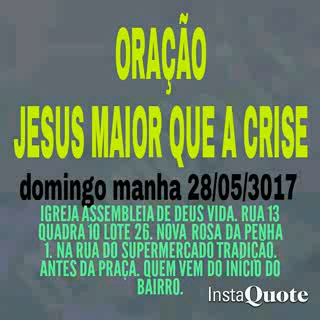 ORAÇÃO
JESUS MAIOR QUE A CRISE
domingo manha 28/05/3017
IGREJA ASSEMBLEIA DE DEUS VIDA. RUA 13
QUADRA 10 LOTE 26. NOVA ROSA DA PENHA
1. NA RUA DO SUPERMERCADO TRADIÇÃO.
ANTES DA PRAÇA. QUEM VEM DO INICIO DO
BAIRRO.
InstaQuote